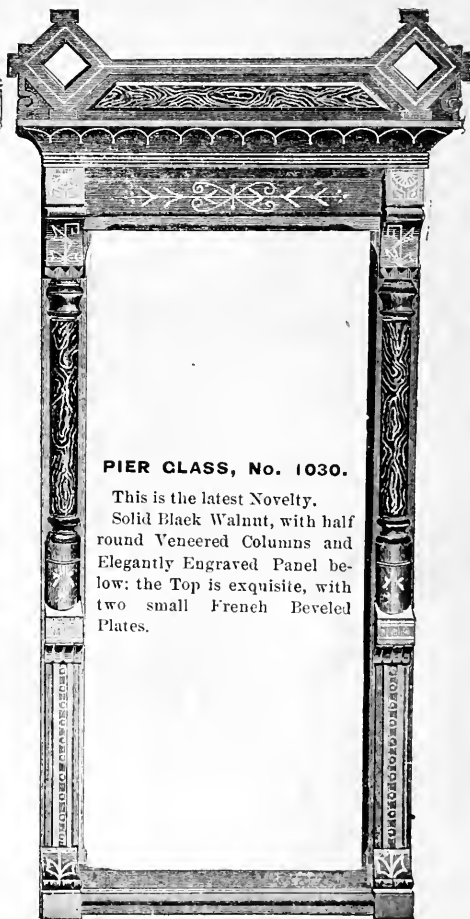 PIER GLASS, No. 1030.
This is the latest Novelty.
Solid Black Walnut, with half
round Veneered Columns and
Elegantly Engraved Panel be-
low; the Top is exquisite, with
two small French Beveled
Plates.